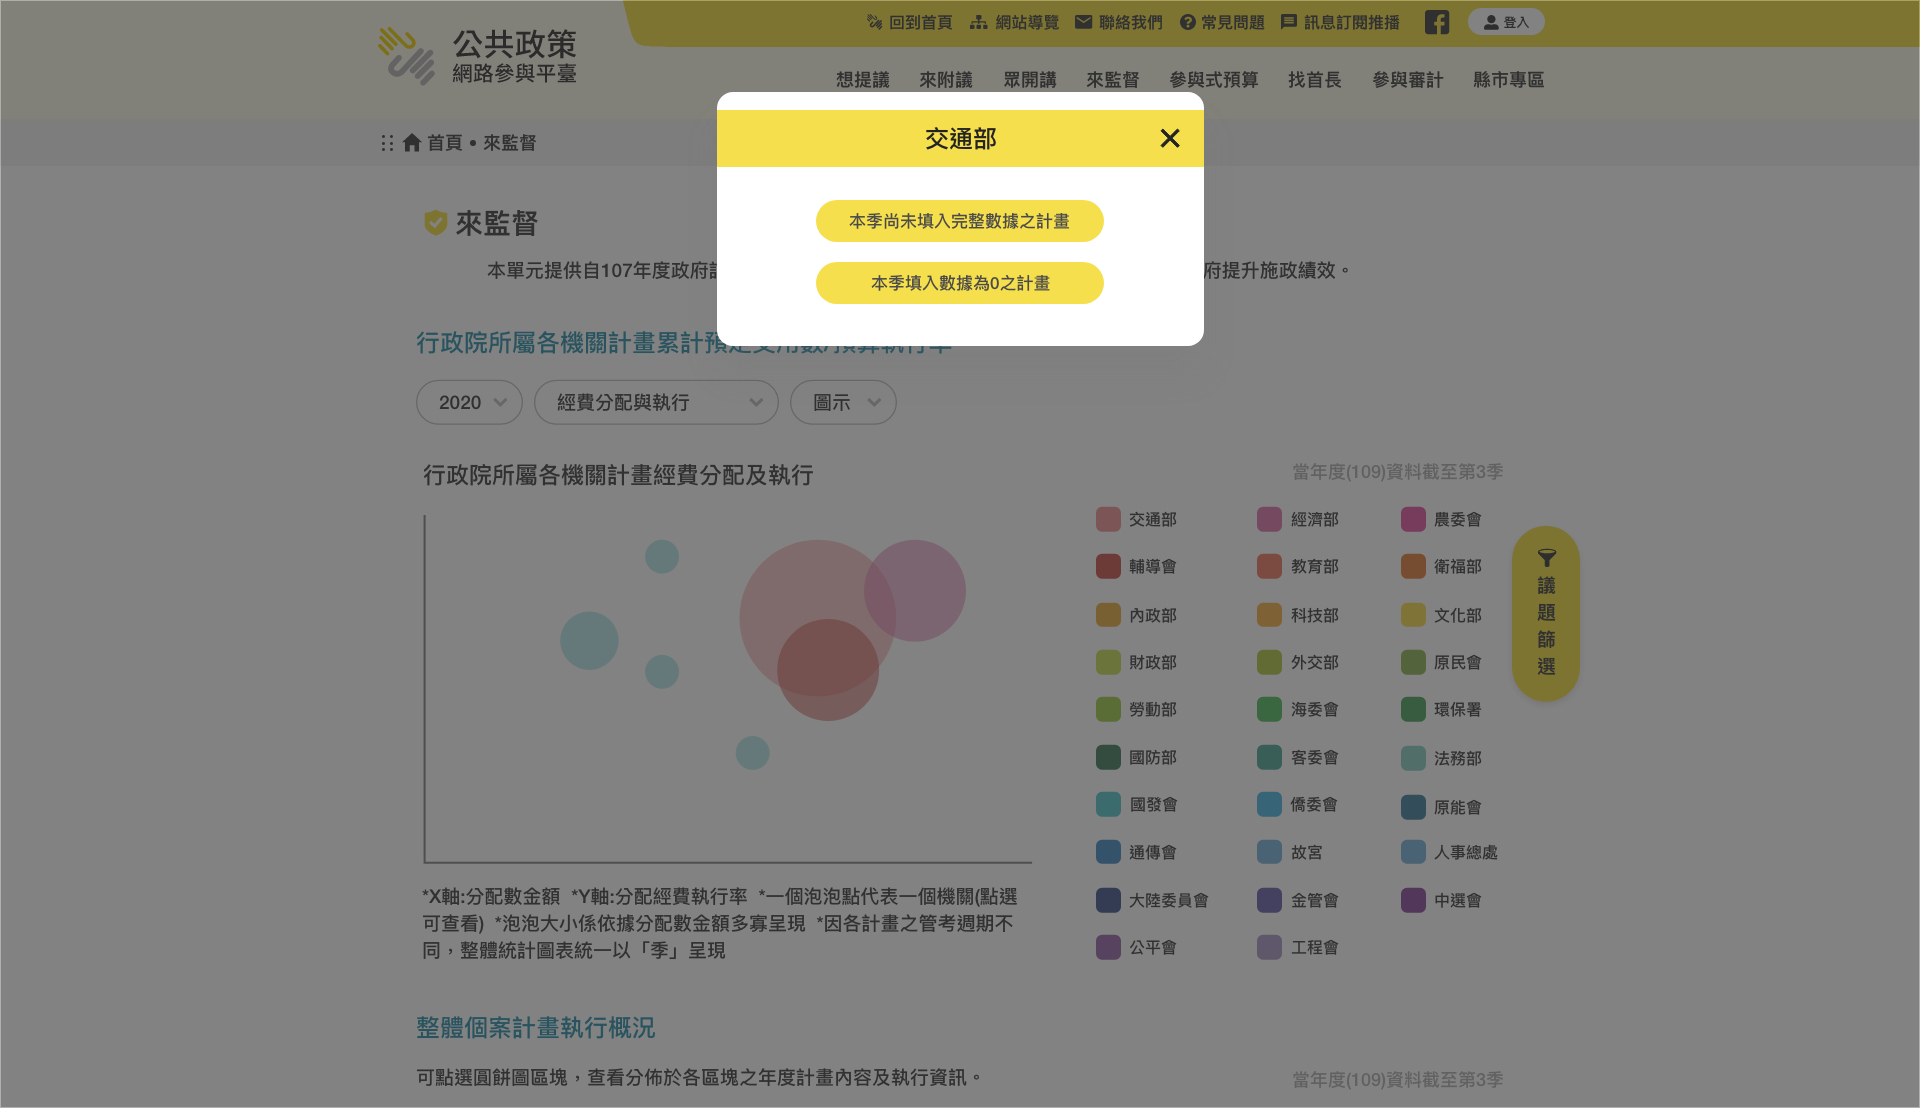 公共政策
網路參與平臺
回到首頁
網站導覽
聯絡我們
常見問題
訊息訂閱推播
登入
想提議
來附議
眾開講
來監督
參與式預算
找首長
參與審計
縣市專區
首頁 • 來監督
交通部
本季尚未填入完整數據之計畫
本季填入數據為0之計畫
來監督
本單元提供自107年度政府
府提升施政績效。
行政院所屬各機關計畫累計預定支用數/預算執行率
2020
經費分配與執行
圖示
行政院所屬各機關計畫經費分配及執行
當年度(109)資料截至第3季
交通部 經濟部 農委會
輔導會 教育部 衛福部
內政部 科技部 文化部
財政部 外交部 原民會
勞動部 海委會 環保署
國防部 客委會 法務部
國發會 僑委會 原能會
通傳會 故宮 人事總處
大陸委員會 金管會 中選會
公平會 工程會
議
題
篩
選
*X軸:分配數金額 *Y軸:分配經費執行率 *一個泡泡點代表一個機關(點選
可查看) *泡泡大小係依據分配數金額多寡呈現 *因各計畫之管考週期不
同，整體統計圖表統一以「季」呈現
整體個案計畫執行概況
可點選圓餅圖區塊，查看分佈於各區塊之年度計畫內容及執行資訊。
當年度(109)資料截至第3季